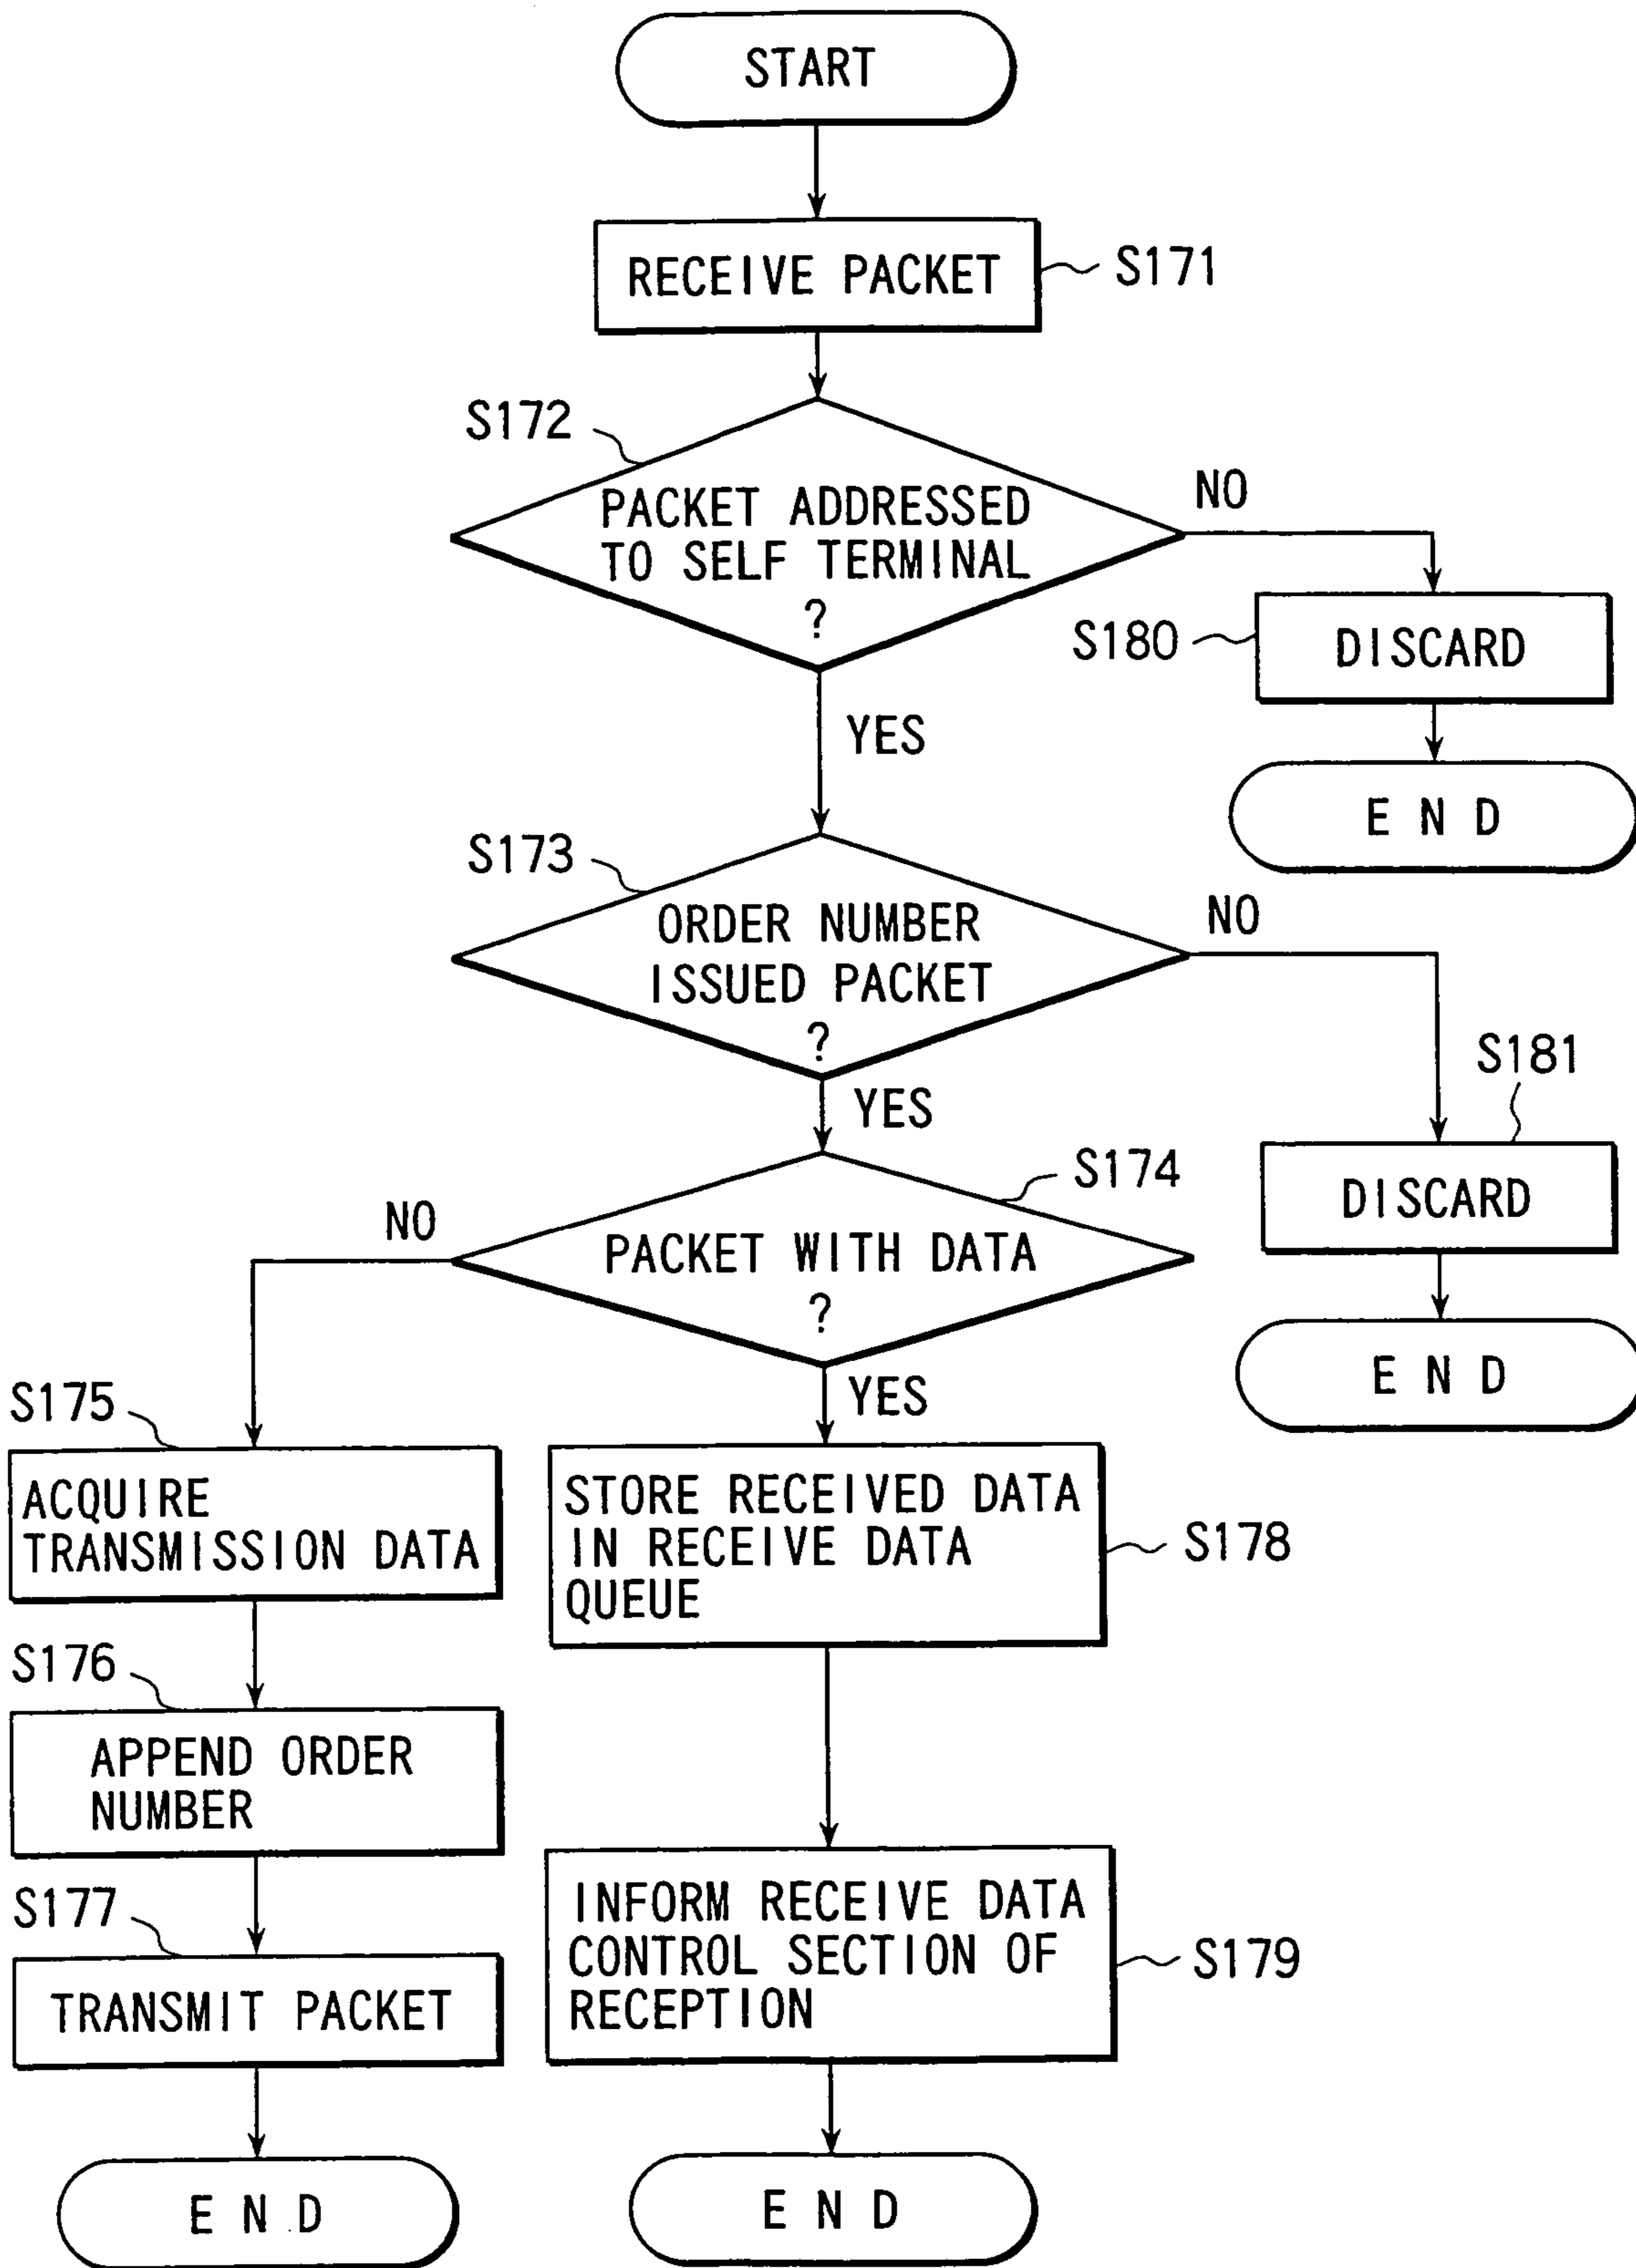 START
RECEIVE PACKET
S171
S172
PACKET ADDRESSED
TO SELF TERMINAL
?
NO
YES
S180
DISCARD
END
S173
ORDER NUMBER
ISSUED PACKET
?
NO
YES
S181
DISCARD
END
S174
PACKET WITH DATA
?
NO
YES
S175
ACQUIRE
TRANSMISSION DATA
S176
APPEND ORDER
NUMBER
S177
TRANSMIT PACKET
END
STORE RECEIVED DATA
IN RECEIVE DATA
QUEUE
S178
INFORM RECEIVE DATA
CONTROL SECTION OF
RECEPTION
S179
END